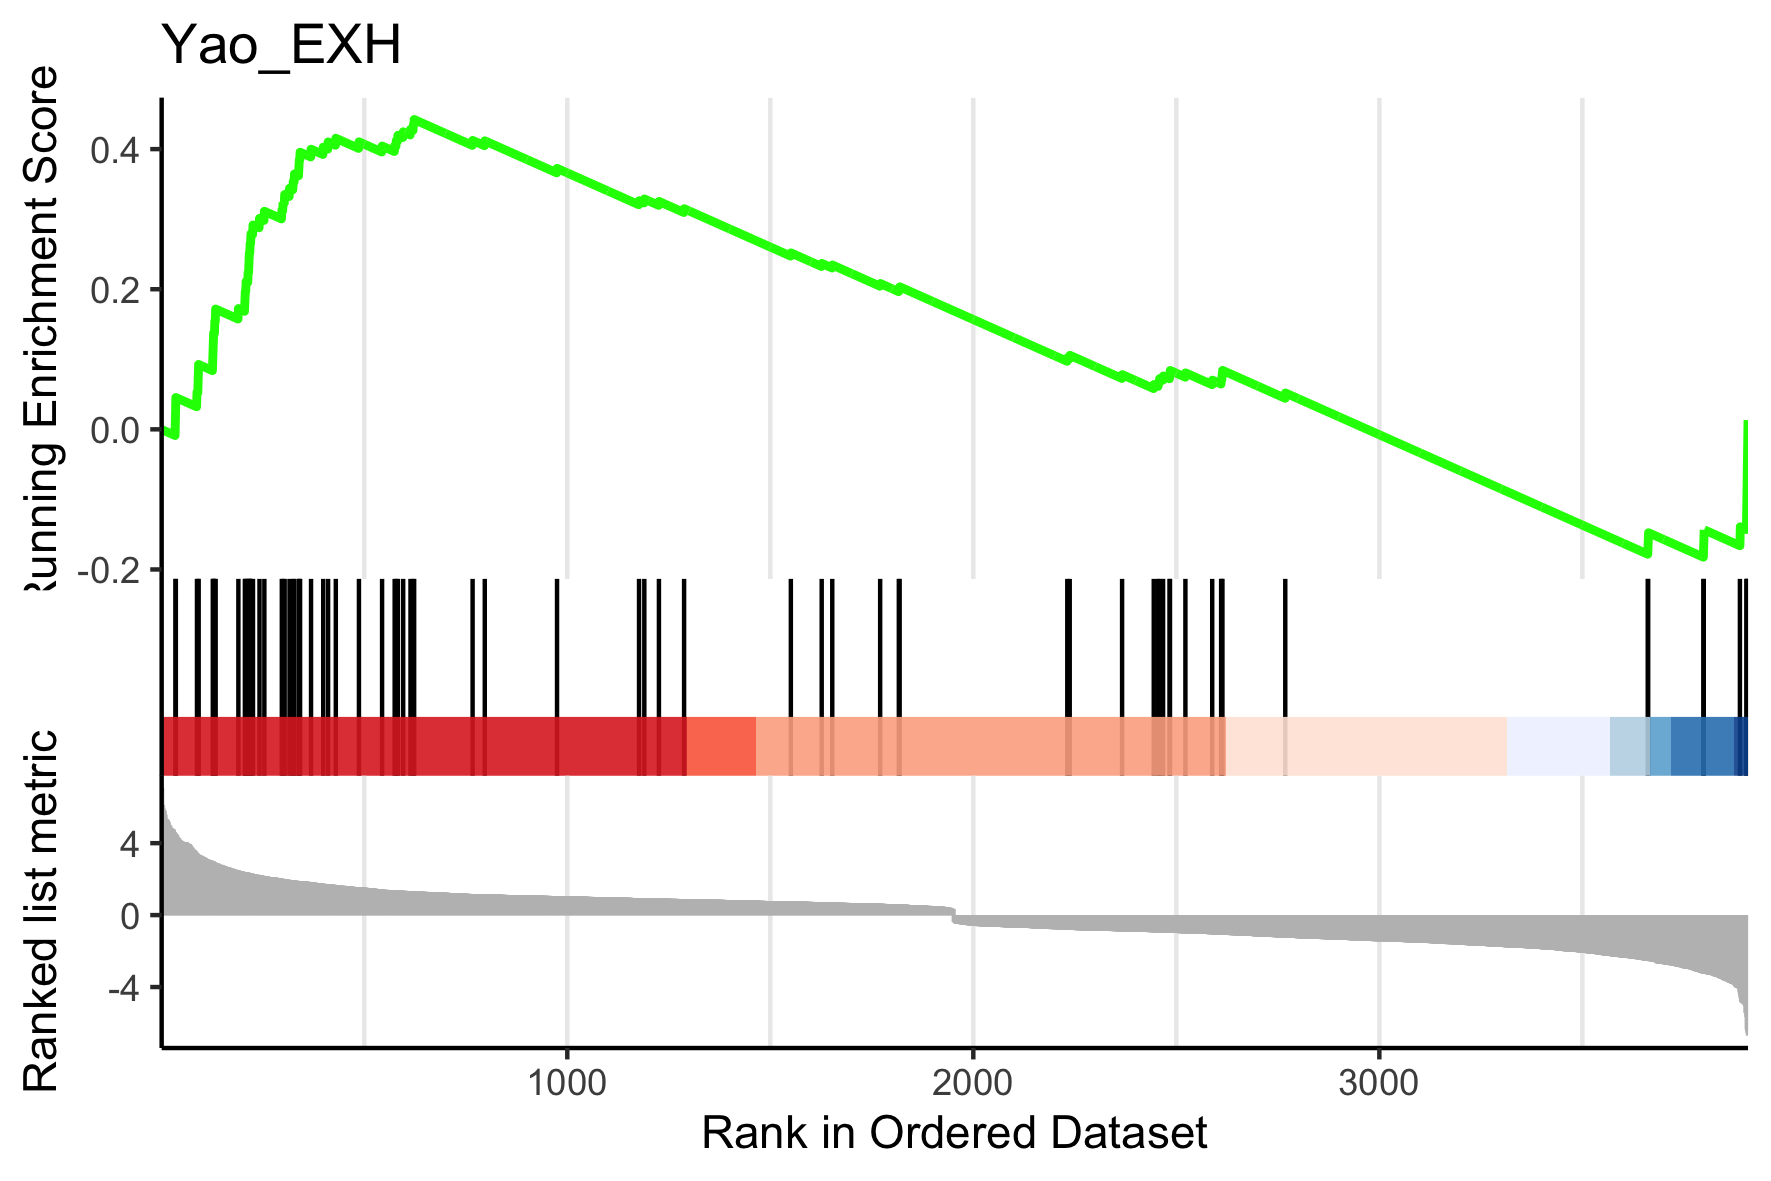 Yao_EXH
Running Enrichment Score
0.4
0.2
0.0
-0.2
Ranked list metric
4
0
-4
1000
2000
3000
Rank in Ordered Dataset